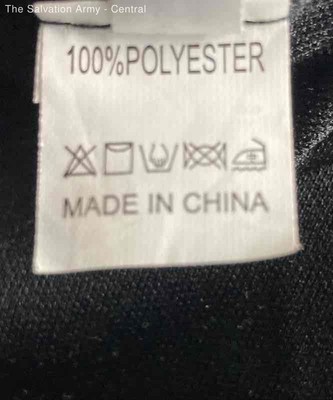 The Salvation Army - Central
100%POLYESTER
MADE IN CHINA